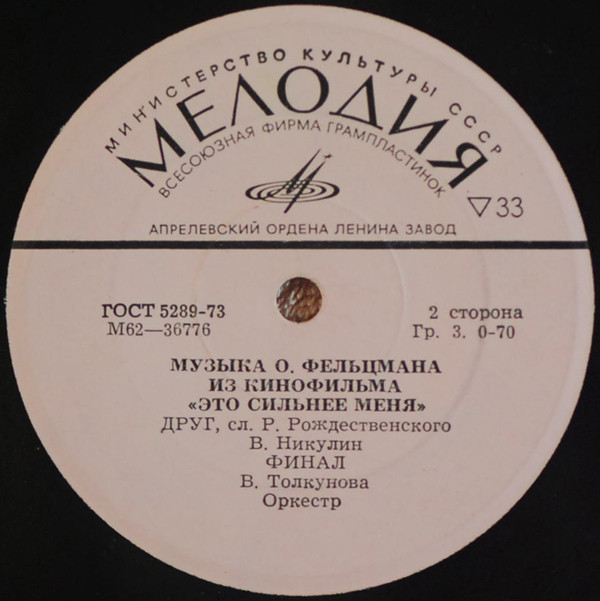 МИНИСТЕРСТВО КУЛЬТУРЫ СССР
МЕЛОДИЯ
ВСЕСОЮЗНАЯ ФИРМА ГРАМПЛАСТИНОК
▽33
АПРЕЛЕВСКИЙ ОРДЕНА ЛЕНИНА ЗАВОД
ГОСТ 5289-73
М62—36776
2 сторона
Гр. 3. 0-70
МУЗЫКА О. ФЕЛЬЦМАНА
ИЗ КИНОФИЛЬМА
«ЭТО СИЛЬНЕЕ МЕНЯ»
ДРУГ, сл. Р. Рождественского
В. Никулин
ФИНАЛ
В. Толкунова
Оркестр